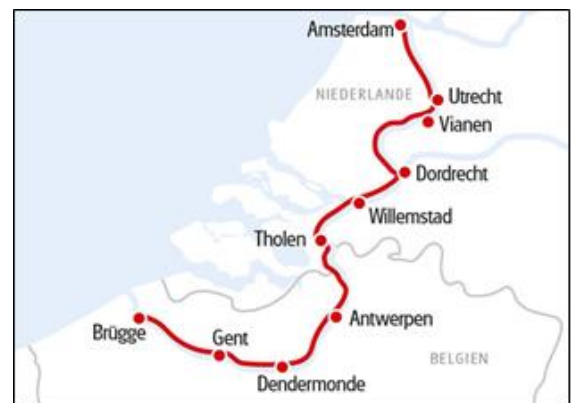 Amsterdam
NIEDERLANDE
Utrecht
Vianen
Dordrecht
Willemstad
Tholen
Antwerpen
Brügge
Gent
BELGIEN
Dendermonde